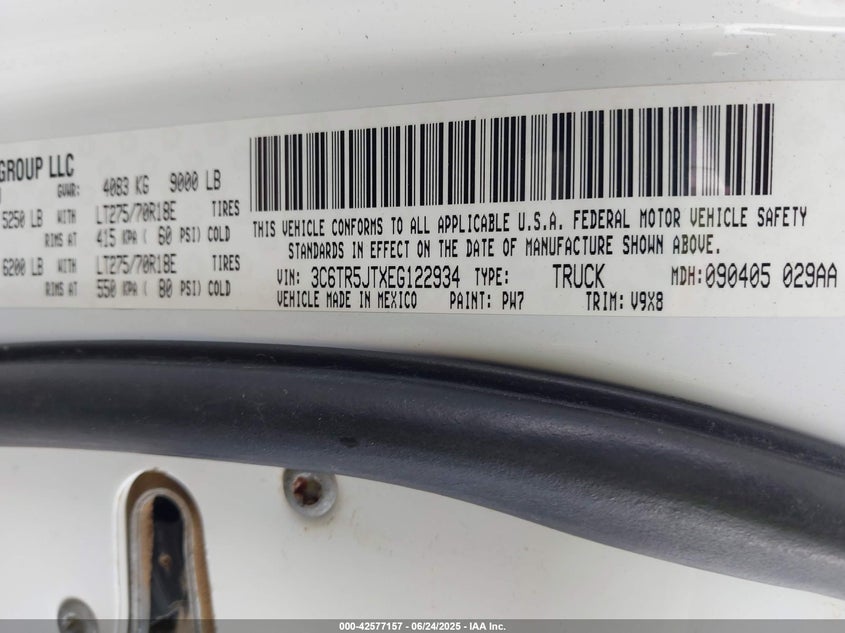 GROUP LLC
GVWR: 4083 KG 9000 LB
5250 LB WITH LT275/70R18E TIRES
RIMS AT 415 KPA ( 60 PSI) COLD
6200 LB WITH LT275/70R18E TIRES
RIMS AT 550 KPA ( 80 PSI) COLD
THIS VEHICLE CONFORMS TO ALL APPLICABLE U.S.A. FEDERAL MOTOR VEHICLE SAFETY
STANDARDS IN EFFECT ON THE DATE OF MANUFACTURE SHOWN ABOVE.
VIN: 3C6TR5JTXEG122934 TYPE: TRUCK MDH:090405 029AA
VEHICLE MADE IN MEXICO PAINT: PW7 TRIM: V9X8
000-42577157 - 06/24/2025 - IAA Inc.